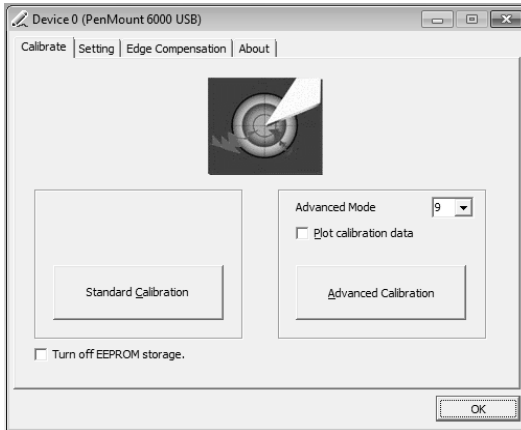 Device 0 (PenMount 6000 USB)
Calibrate Setting Edge Compensation About
Advanced Mode 9
Plot calibration data
Standard Calibration
Advanced Calibration
Turn off EEPROM storage.
OK